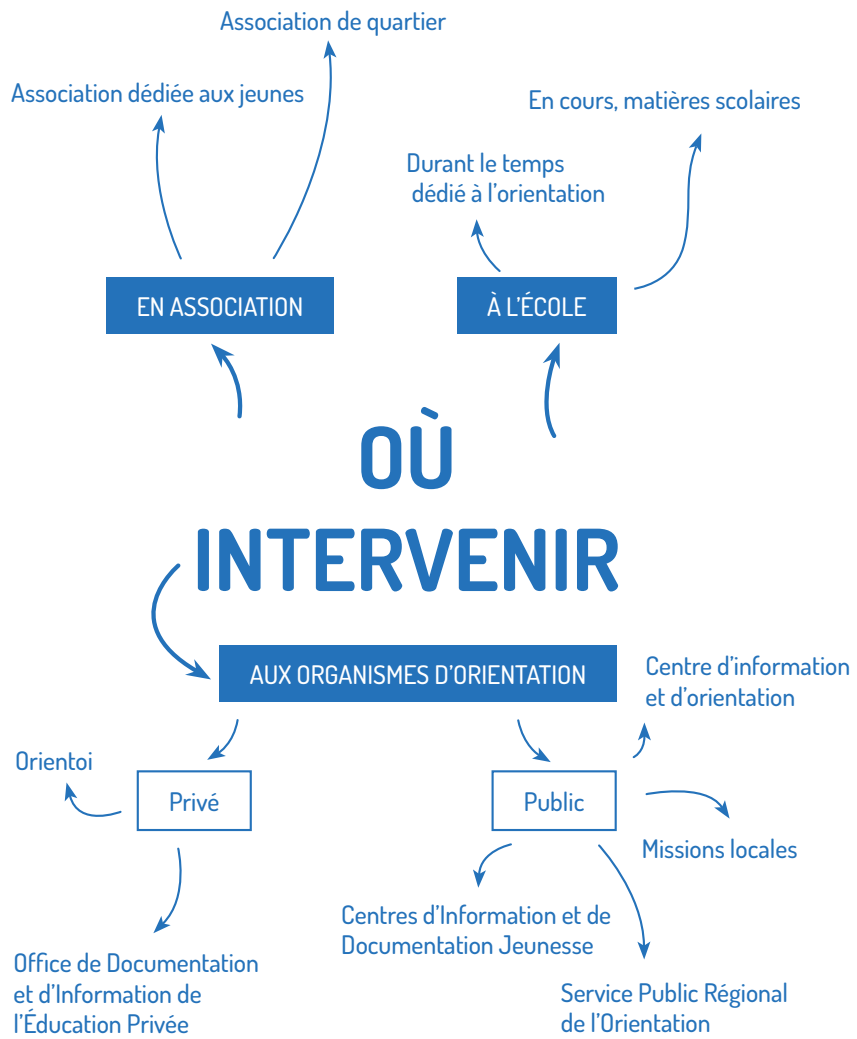 Association de quartier
Association dédiée aux jeunes
En cours, matières scolaires
Durant le temps
dédié à l'orientation
EN ASSOCIATION
À L'ÉCOLE
OÙ
INTERVENIR
AUX ORGANISMES D'ORIENTATION
Centre d'information
et d'orientation
Orientoi
Privé
Public
Missions locales
Centres d'Information et de
Documentation Jeunesse
Office de Documentation
et d'Information de
l'Éducation Privée
Service Public Régional
de l'Orientation